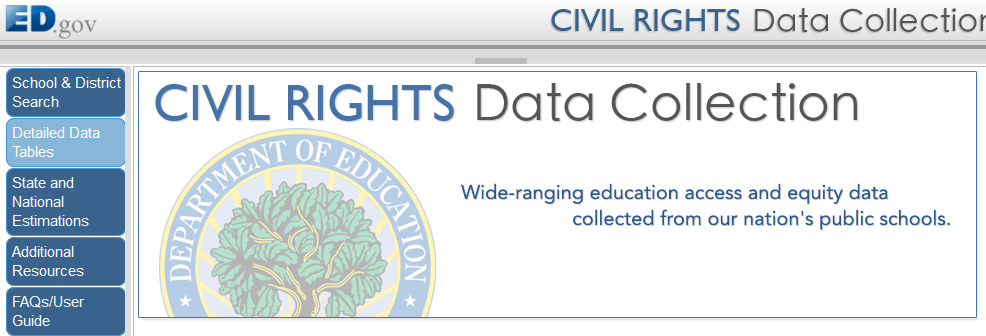 ED.gov
CIVIL RIGHTS Data Collection
School & District
Search
Detailed Data
Tables
State and
National
Estimations
Additional
Resources
FAQs/User
Guide
CIVIL RIGHTS Data Collection
DEPARTMENT OF EDUCATION
Wide-ranging education access and equity data
collected from our nation's public schools.